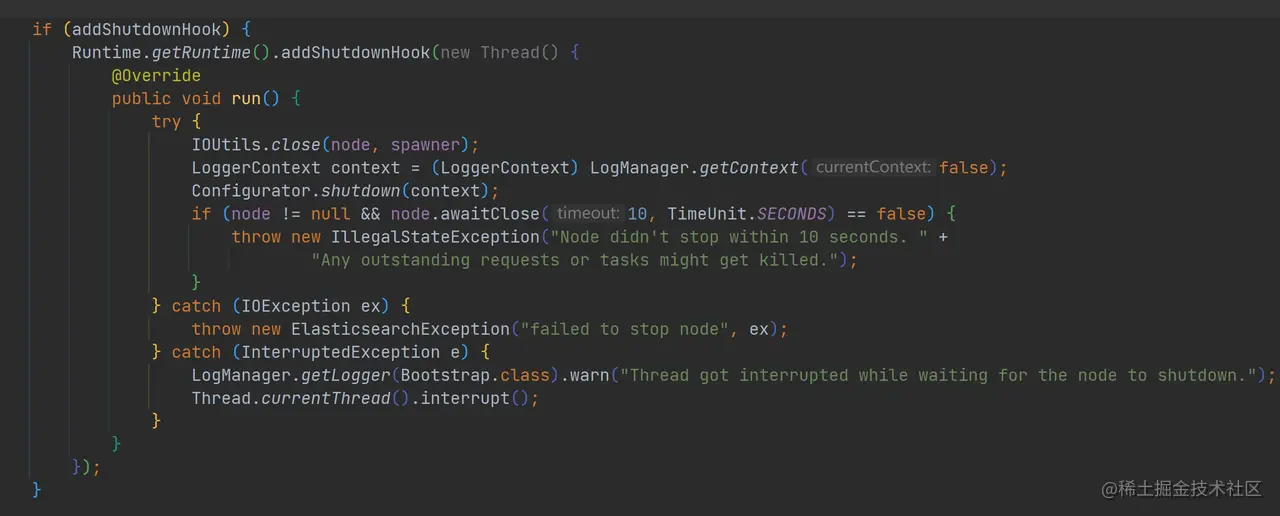 if (addShutdownHook) {
Runtime.getRuntime().addShutdownHook(new Thread() {
@Override
public void run() {
try {
IOUtils.close(node, spawner);
LoggerContext context = (LoggerContext) LogManager.getContext( currentContext: false);
Configurator.shutdown(context);
if (node != null && node.awaitClose( timeout: 10, TimeUnit.SECONDS) == false) {
throw new IllegalStateException("Node didn't stop within 10 seconds. " +
"Any outstanding requests or tasks might get killed.");
}
} catch (IOException ex) {
throw new ElasticsearchException("failed to stop node", ex);
} catch (InterruptedException e) {
LogManager.getLogger(Bootstrap.class).warn("Thread got interrupted while waiting for the node to shutdown.");
Thread.currentThread().interrupt();
}
}
});
}
@稀土掘金技术社区